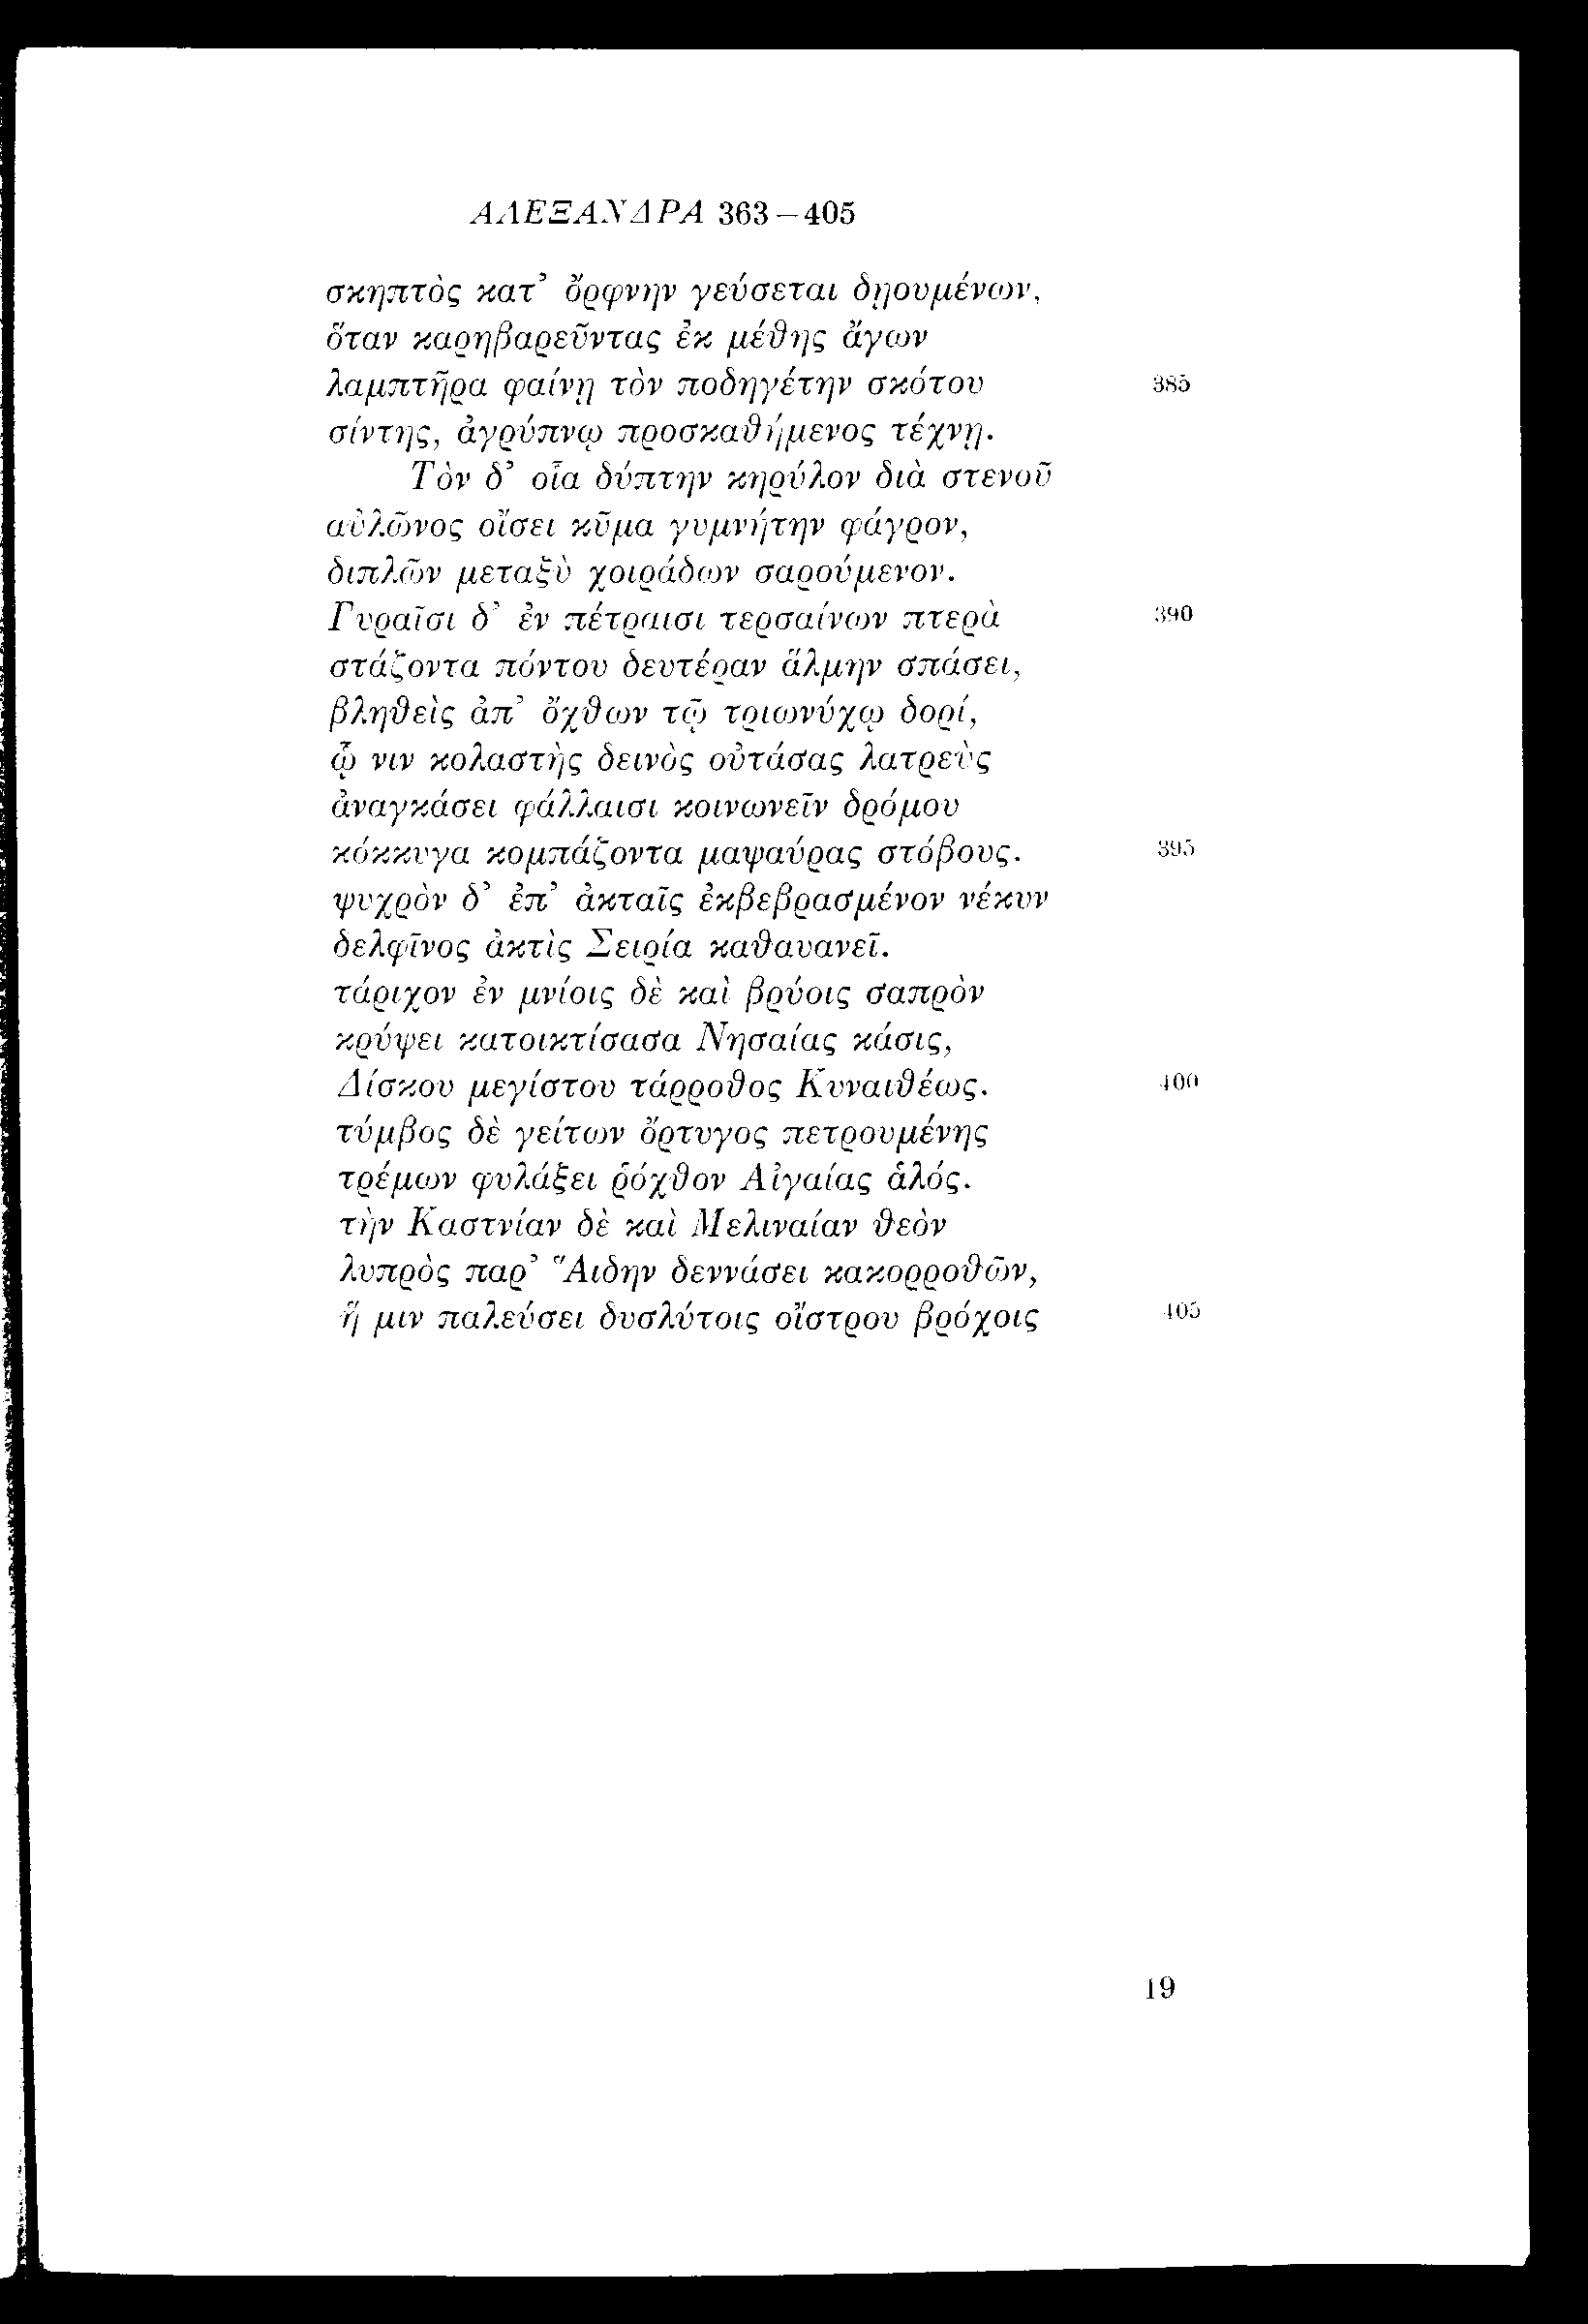 ΑΛΕΞΑΝΔΡΑ 363–405
σκηπτὸς κατ’ ὄρφνην γεύσεται δῃουμένων,
ὅταν καρηβαρεῦντας ἐκ μέθης ἄγων
λαμπτῆρα φαίνῃ τὸν ποδηγέτην σκότου 385
σίντης, ἀγρύπνῳ προσκαθήμενος τέχνῃ.
Τὸν δ’ οἷα δύπτην κηρύλον διὰ στενοῦ
αὐλῶνος οἴσει κῦμα γυμνήτην φάγρον,
διπλῶν μεταξὺ χοιράδων σαρούμενον.
Γυραῖσι δ’ ἐν πέτραισι τερσαίνων πτερὰ 390
στάζοντα πόντου δευτέραν ἅλμην σπάσει,
βληθεὶς ἀπ’ ὄχθων τῷ τριωνύχῳ δορί,
ᾧ νιν κολαστὴς δεινὸς οὐτάσας λατρεὺς
ἀναγκάσει φάλλαισι κοινωνεῖν δρόμου
κόκκυγα κομπάζοντα μαψαύρας στόβους. 395
ψυχρὸν δ’ ἐπ’ ἀκταῖς ἐκβεβρασμένον νέκυν
δελφῖνος ἀκτὶς Σειρία καθαυανεῖ.
τάριχον ἐν μνίοις δὲ καὶ βρύοις σαπρὸν
κρύψει κατοικτίσασα Νησαίας κάσις,
Δίσκου μεγίστου τάρροθος Κυναιθέως. 400
τύμβος δὲ γείτων ὄρτυγος πετρουμένης
τρέμων φυλάξει ῥόχθον Αἰγαίας ἁλός.
τὴν Καστνίαν δὲ καὶ Μελιναίαν θεὸν
λυπρὸς παρ’ Ἅιδην δεννάσει κακορροθῶν,
ἥ μιν παλεύσει δυσλύτοις οἴστρου βρόχοις 405
19